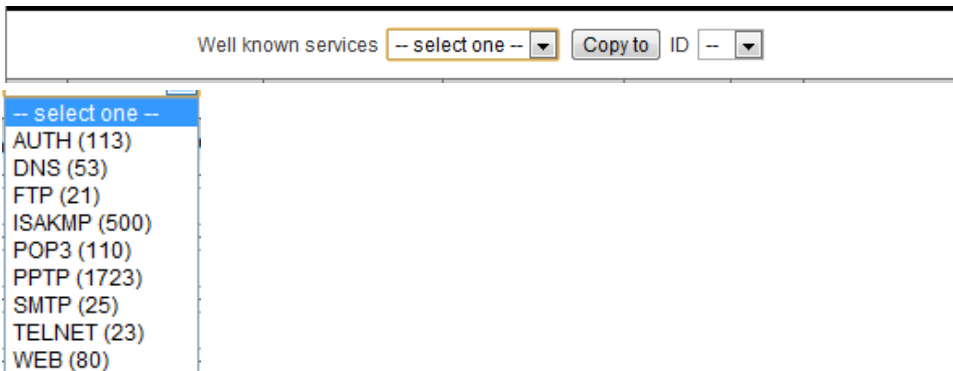 Well known services -- select one -- Copy to ID --
-- select one --
AUTH (113)
DNS (53)
FTP (21)
ISAKMP (500)
POP3 (110)
PPTP (1723)
SMTP (25)
TELNET (23)
WEB (80)